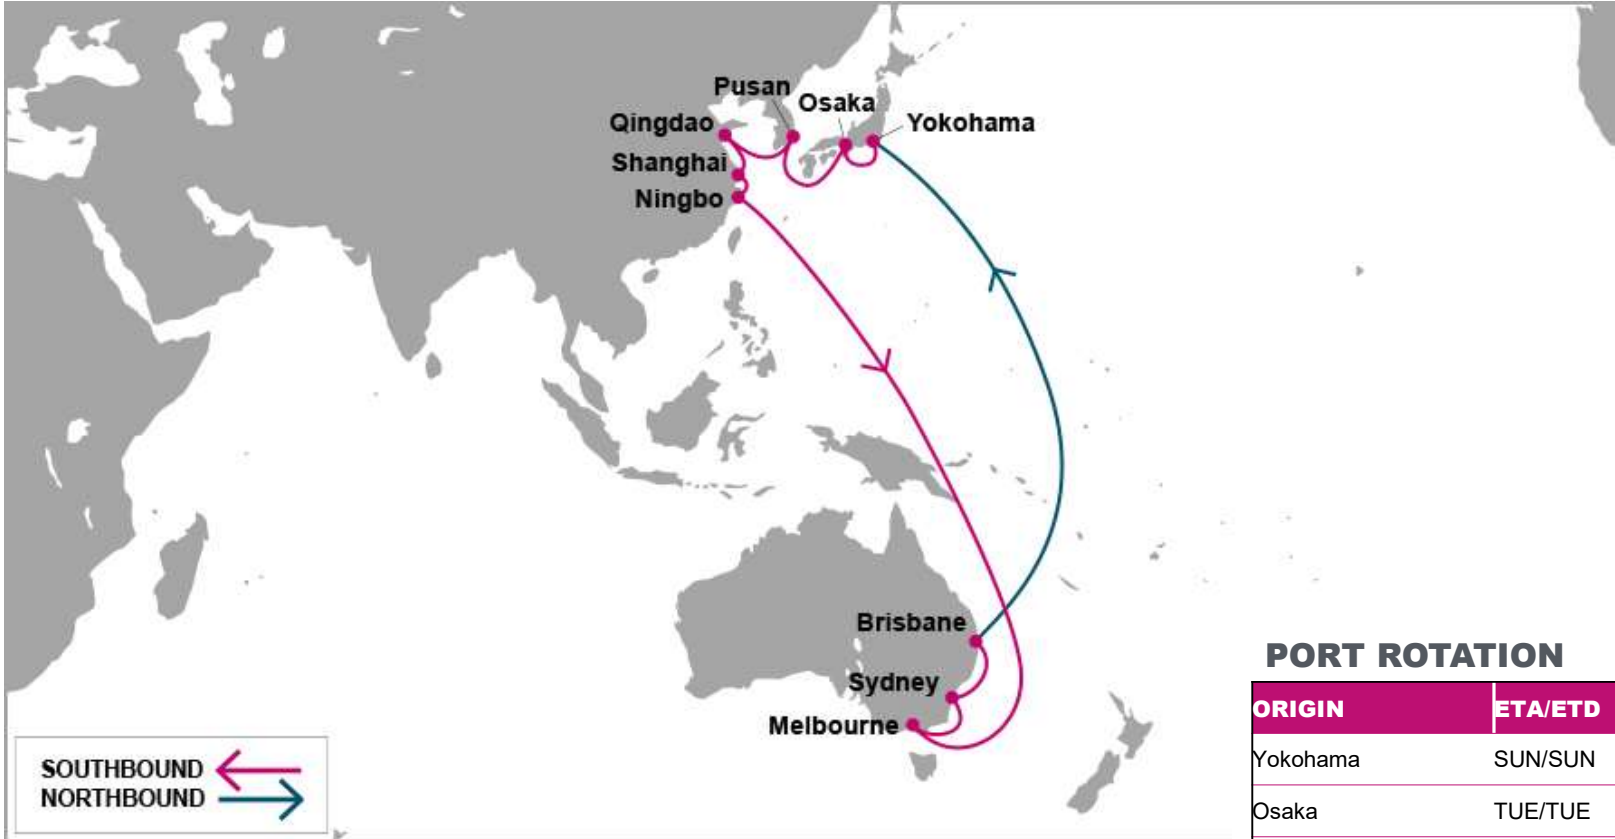 Pusan
Osaka
Qingdao
Yokohama
Shanghai
Ningbo
Brisbane
Sydney
Melbourne
SOUTHBOUND
NORTHBOUND
PORT ROTATION
ORIGIN ETA/ETD
Yokohama SUN/SUN
Osaka TUE/TUE